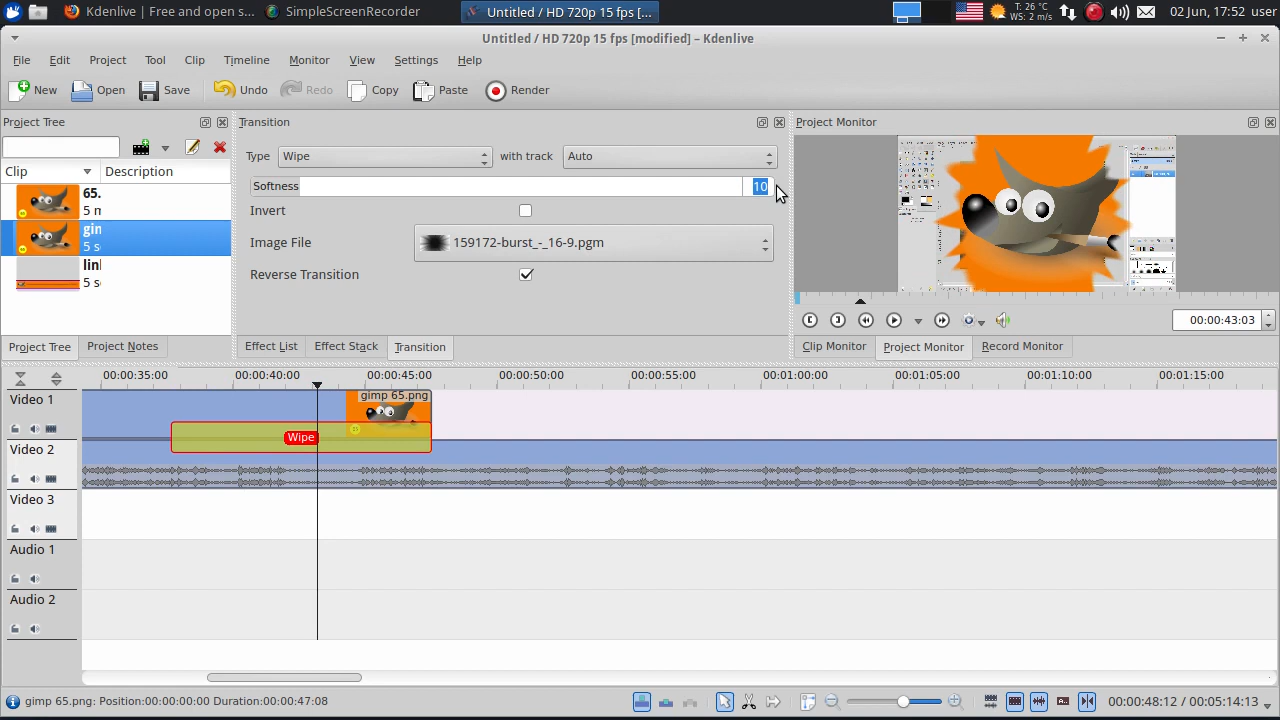 Kdenlive | Free and open s...
SimpleScreenRecorder
Untitled / HD 720p 15 fps [...
T: 26 °C
WS: 2 m/s
02 Jun, 17:52
user
Untitled / HD 720p 15 fps [modified] – Kdenlive
File Edit Project Tool Clip Timeline Monitor View Settings Help
New Open Save Undo Redo Copy Paste Render
Project Tree
Transition
Project Monitor
Type Wipe with track Auto
Clip Description
Softness 10
65.
5 m
Invert
gin
5 s
Image File 159172-burst_-_16-9.pgm
linl
5 s
Reverse Transition
00:00:43:03
Project Tree Project Notes
Effect List Effect Stack Transition
Clip Monitor Project Monitor Record Monitor
00:00:35:00 00:00:40:00 00:00:45:00 00:00:50:00 00:00:55:00 00:01:00:00 00:01:05:00 00:01:10:00 00:01:15:00
Video 1
gimp 65.png
Wipe
Video 2
Video 3
Audio 1
Audio 2
gimp 65.png: Position:00:00:00:00 Duration:00:00:47:08
00:00:48:12 / 00:05:14:13